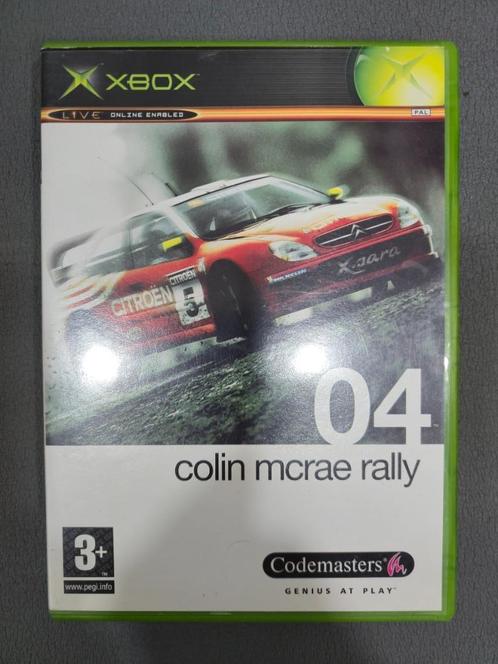 XBOX
LIVE ONLINE ENABLED
PAL
CITROËN
CITROËN
5
Xsara
04
colin mcrae rally
3+
www.pegi.info
Codemasters
GENIUS AT PLAY™